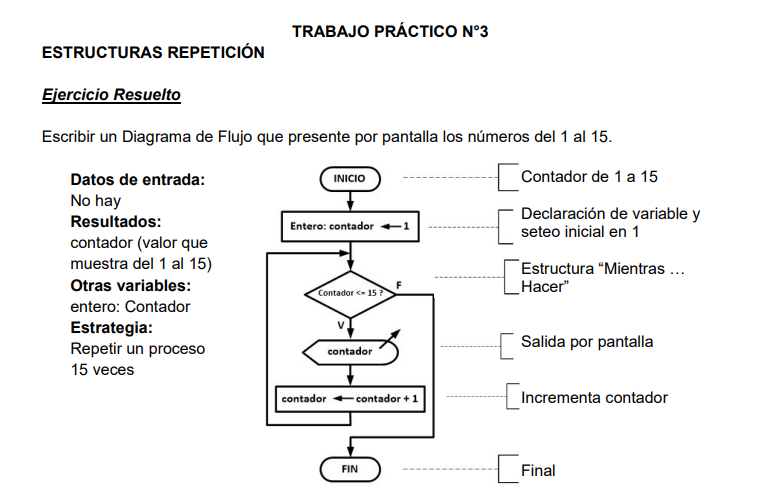 TRABAJO PRÁCTICO N°3
ESTRUCTURAS REPETICIÓN
Ejercicio Resuelto
Escribir un Diagrama de Flujo que presente por pantalla los números del 1 al 15.
Datos de entrada:
No hay
Resultados:
contador (valor que
muestra del 1 al 15)
Otras variables:
entero: Contador
Estrategia:
Repetir un proceso
15 veces
INICIO
Contador de 1 a 15
Entero: contador ← 1
Declaración de variable y
seteo inicial en 1
Contador <= 15 ?
F
V
Estructura “Mientras …
Hacer”
contador
Salida por pantalla
contador ← contador + 1
Incrementa contador
FIN
Final